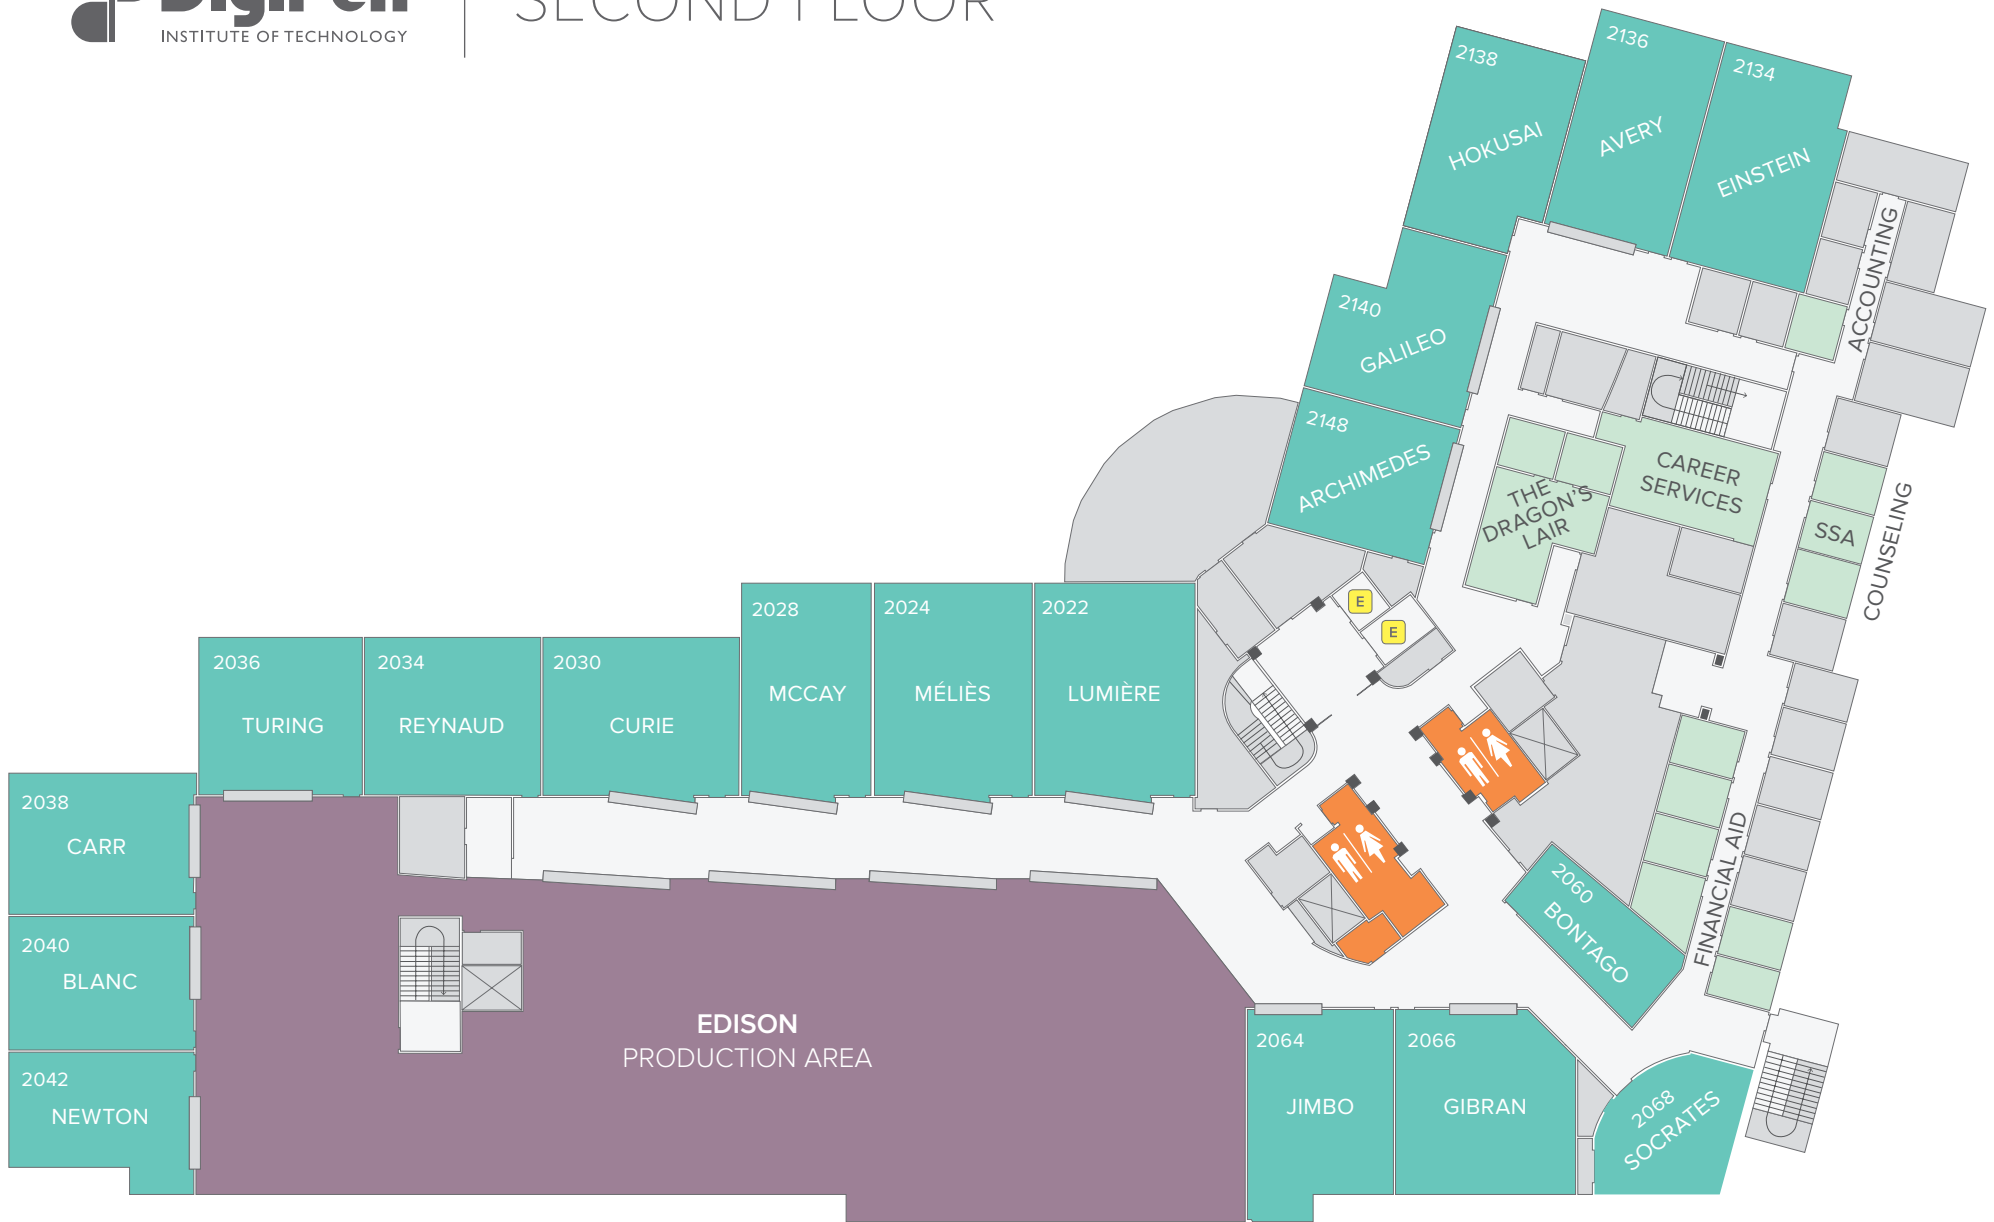 INSTITUTE OF TECHNOLOGY
SECOND FLOOR
2138
HOKUSAI
2136
AVERY
2134
EINSTEIN
2140
GALILEO
2148
ARCHIMEDES
ACCOUNTING
CAREER
SERVICES
THE
DRAGON'S
LAIR
SSA
COUNSELING
E
E
2028
MCCAY
2024
MÉLIÈS
2022
LUMIÈRE
2036
TURING
2034
REYNAUD
2030
CURIE
2038
CARR
2040
BLANC
2042
NEWTON
EDISON
PRODUCTION AREA
2060
BONTAGO
FINANCIAL AID
2064
JIMBO
2066
GIBRAN
2068
SOCRATES